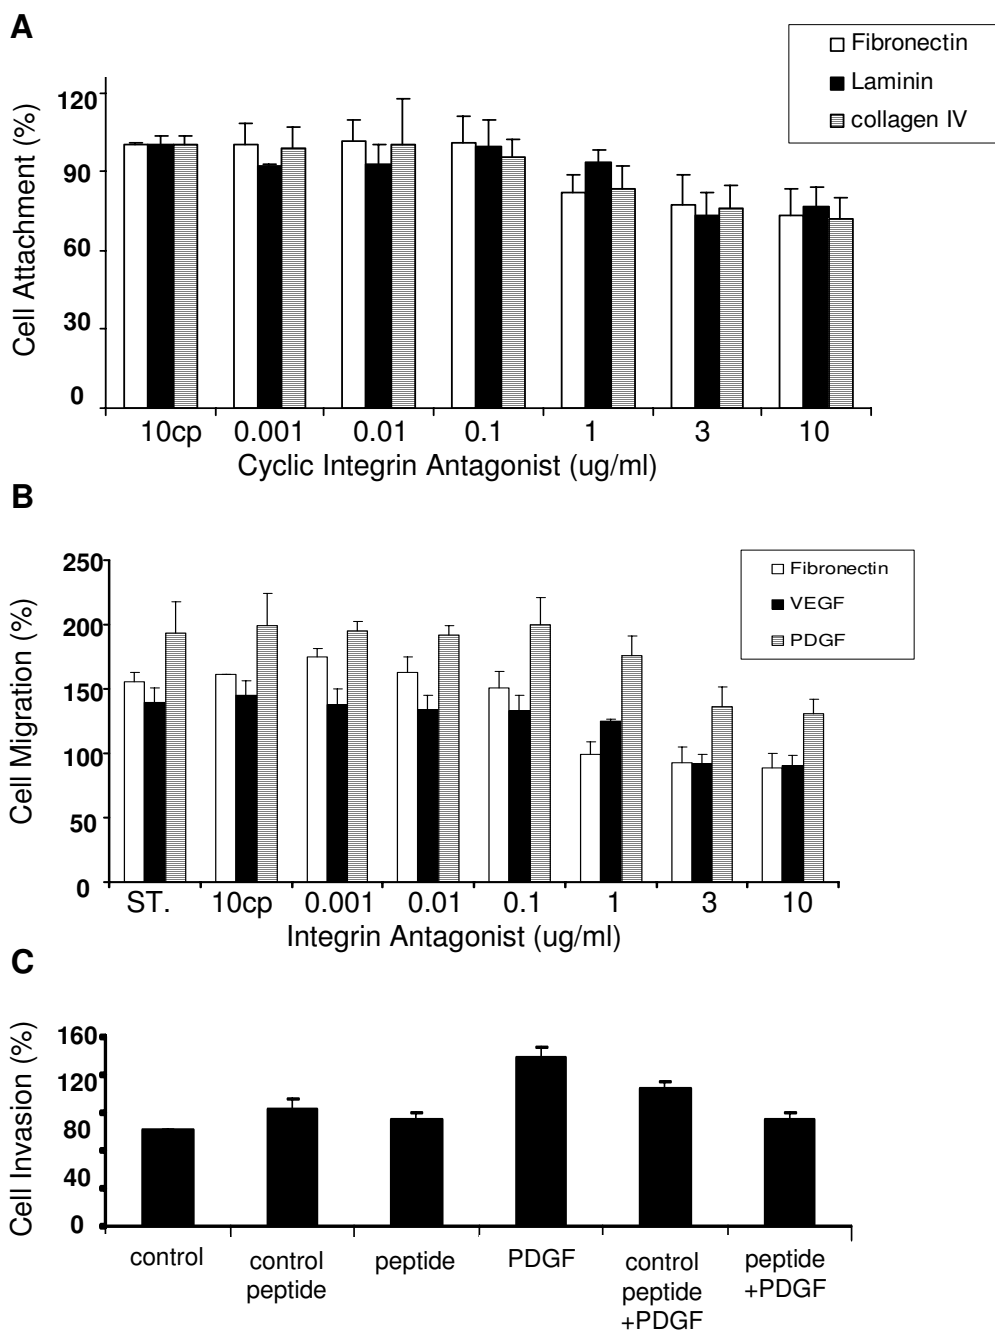 A
Fibronectin
Laminin
collagen IV
Cell Attachment (%)
120
90
60
30
0
10cp 0.001 0.01 0.1 1 3 10
Cyclic Integrin Antagonist (ug/ml)
B
Fibronectin
VEGF
PDGF
Cell Migration (%)
250
200
150
100
50
0
ST. 10cp 0.001 0.01 0.1 1 3 10
Integrin Antagonist (ug/ml)
C
Cell Invasion (%)
160
120
80
40
0
control
control
peptide
peptide
PDGF
control
peptide
+PDGF
peptide
+PDGF